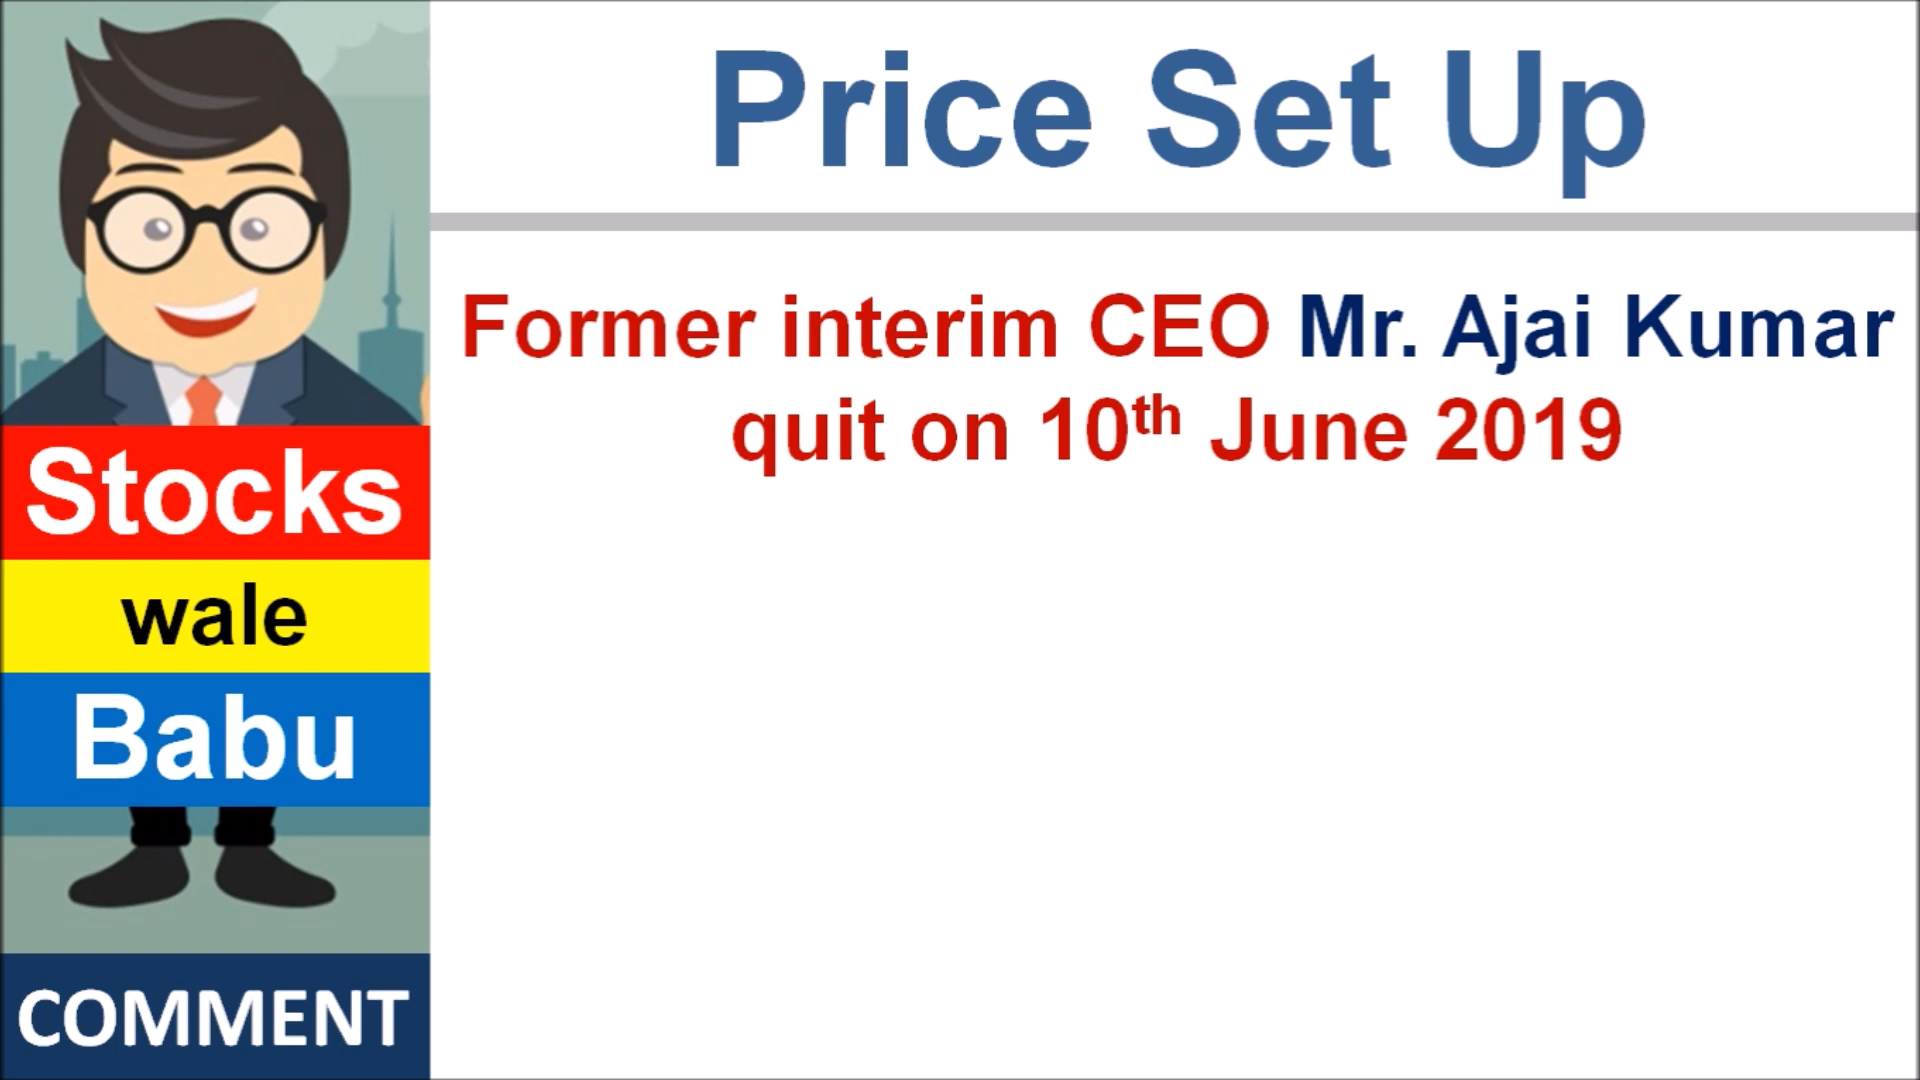 Price Set Up
Former interim CEO Mr. Ajai Kumar
quit on 10th June 2019
Stocks
wale
Babu
COMMENT